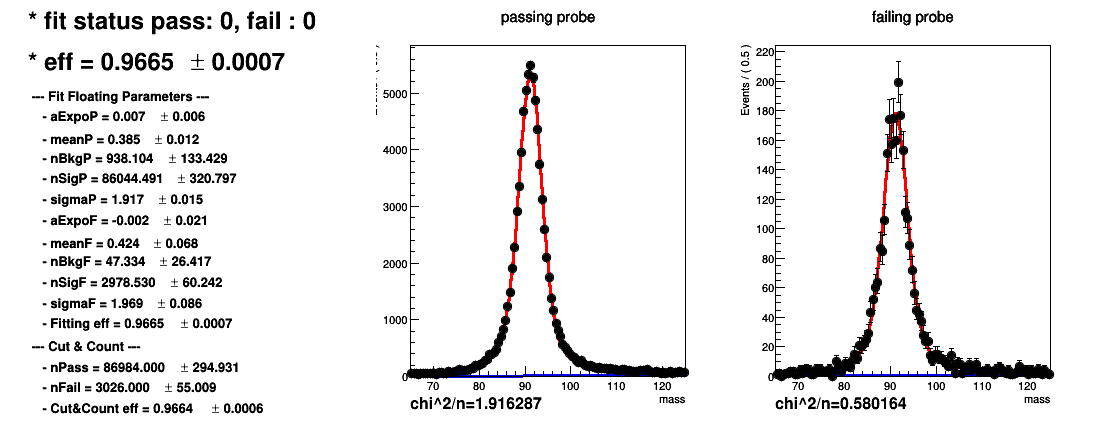 * fit status pass: 0, fail : 0
* eff = 0.9665 ± 0.0007
--- Fit Floating Parameters ---
- aExpoP = 0.007 ± 0.006
- meanP = 0.385 ± 0.012
- nBkgP = 938.104 ± 133.429
- nSigP = 86044.491 ± 320.797
- sigmaP = 1.917 ± 0.015
- aExpoF = -0.002 ± 0.021
- meanF = 0.424 ± 0.068
- nBkgF = 47.334 ± 26.417
- nSigF = 2978.530 ± 60.242
- sigmaF = 1.969 ± 0.086
- Fitting eff = 0.9665 ± 0.0007
--- Cut & Count ---
- nPass = 86984.000 ± 294.931
- nFail = 3026.000 ± 55.009
- Cut&Count eff = 0.9664 ± 0.0006
passing probe
5000
4000
3000
2000
1000
0
70 80 90 100 110 120
mass
chi^2/n=1.916287
failing probe
Events / ( 0.5 )
220
200
180
160
140
120
100
80
60
40
20
0
70 80 90 100 110 120
mass
chi^2/n=0.580164